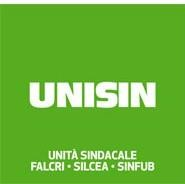 UNISIN
UNITÀ SINDACALE
FALCRI • SILCEA • SINFUB